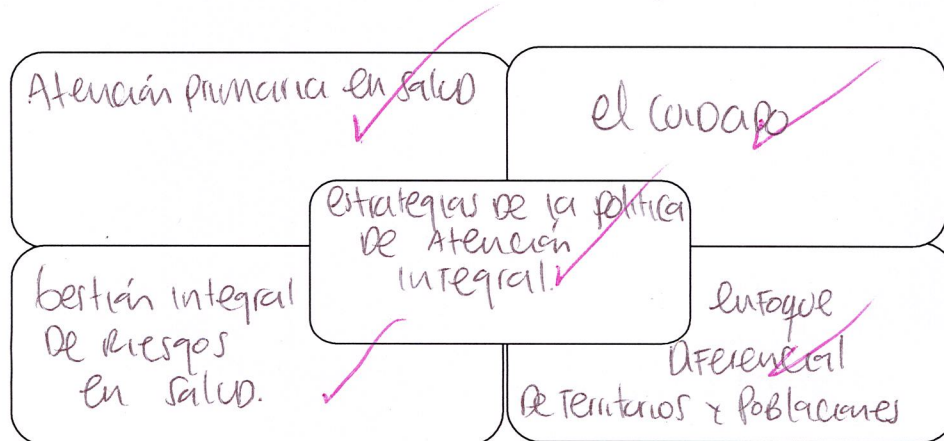 Atención primaria en salud
el cuidado
estrategias de la política
de Atención
integral.
Gestión integral
De Riesgos
en salud.
enfoque
Diferencial
De Territorios y Poblaciones